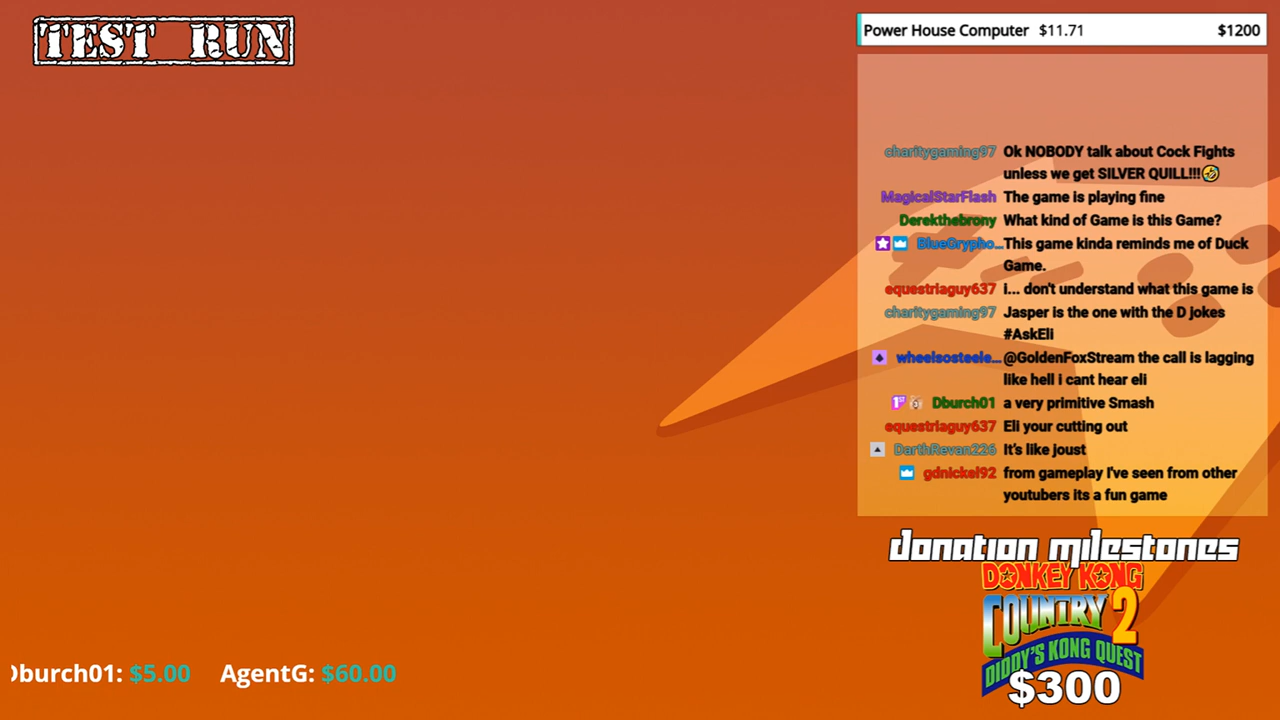 TEST RUN
Power House Computer $11.71 $1200
charitygaming97 Ok NOBODY talk about Cock Fights
unless we get SILVER QUILL!!!🤣
MagicalStarFlash The game is playing fine
Derekthebrony What kind of Game is this Game?
BlueGrypho... This game kinda reminds me of Duck
Game.
equestriaguy637 i... don't understand what this game is
charitygaming97 Jasper is the one with the D jokes
#AskEli
wheelsosteele... @GoldenFoxStream the call is lagging
like hell i cant hear eli
1ST Dburch01 a very primitive Smash
equestriaguy637 Eli your cutting out
DarthRevan226 It's like joust
gdnickel92 from gameplay I've seen from other
youtubers its a fun game
Donation Milestones
DONKEY KONG
COUNTRY 2
DIDDY'S KONG QUEST
$300
Dburch01: $5.00 AgentG: $60.00